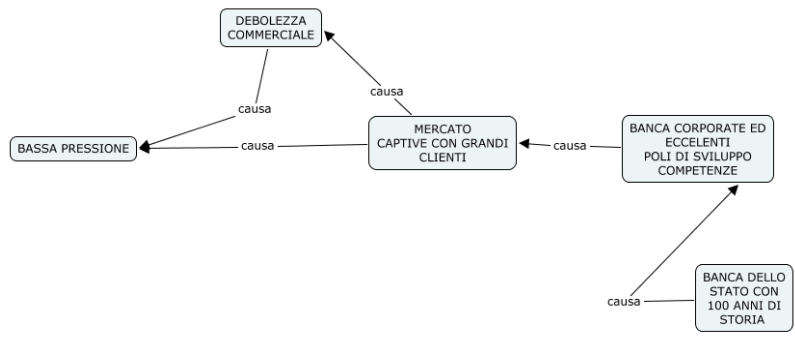 DEBOLEZZA
COMMERCIALE
causa
causa
BASSA PRESSIONE
causa
MERCATO
CAPTIVE CON GRANDI
CLIENTI
causa
BANCA CORPORATE ED
ECCELENTI
POLI DI SVILUPPO
COMPETENZE
causa
BANCA DELLO
STATO CON
100 ANNI DI
STORIA